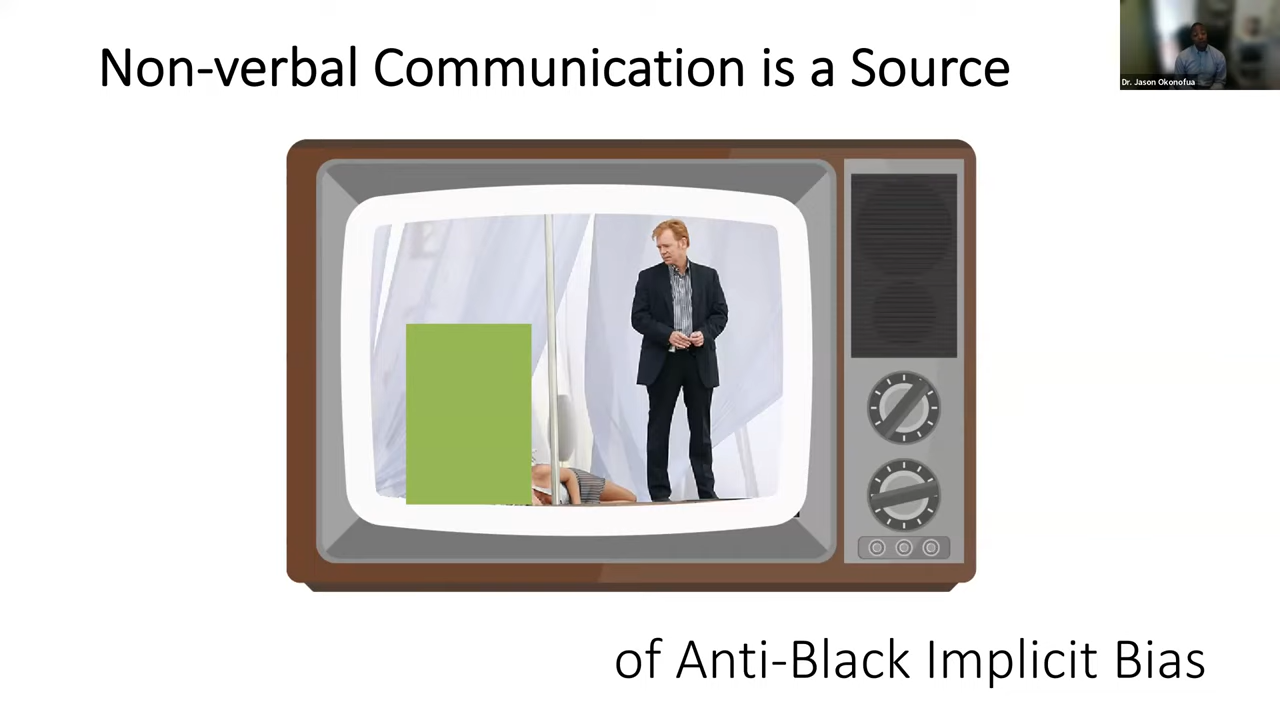 Non-verbal Communication is a Source
Dr. Jason Okonofua
of Anti-Black Implicit Bias